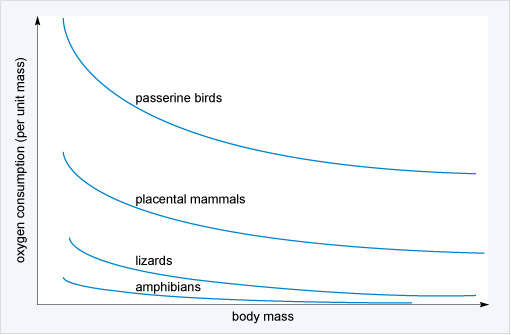 oxygen consumption (per unit mass)
passerine birds
placental mammals
lizards
amphibians
body mass